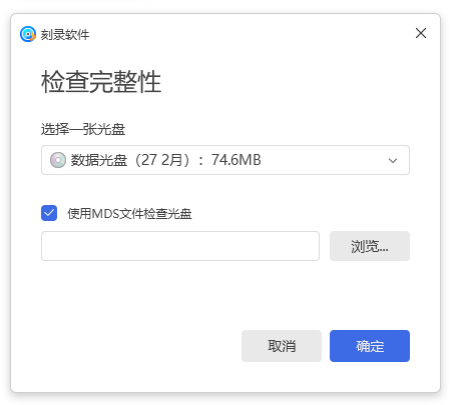 刻录软件
检查完整性
选择一张光盘
数据光盘（27 2月）：74.6MB
使用MDS文件检查光盘
浏览...
取消
确定